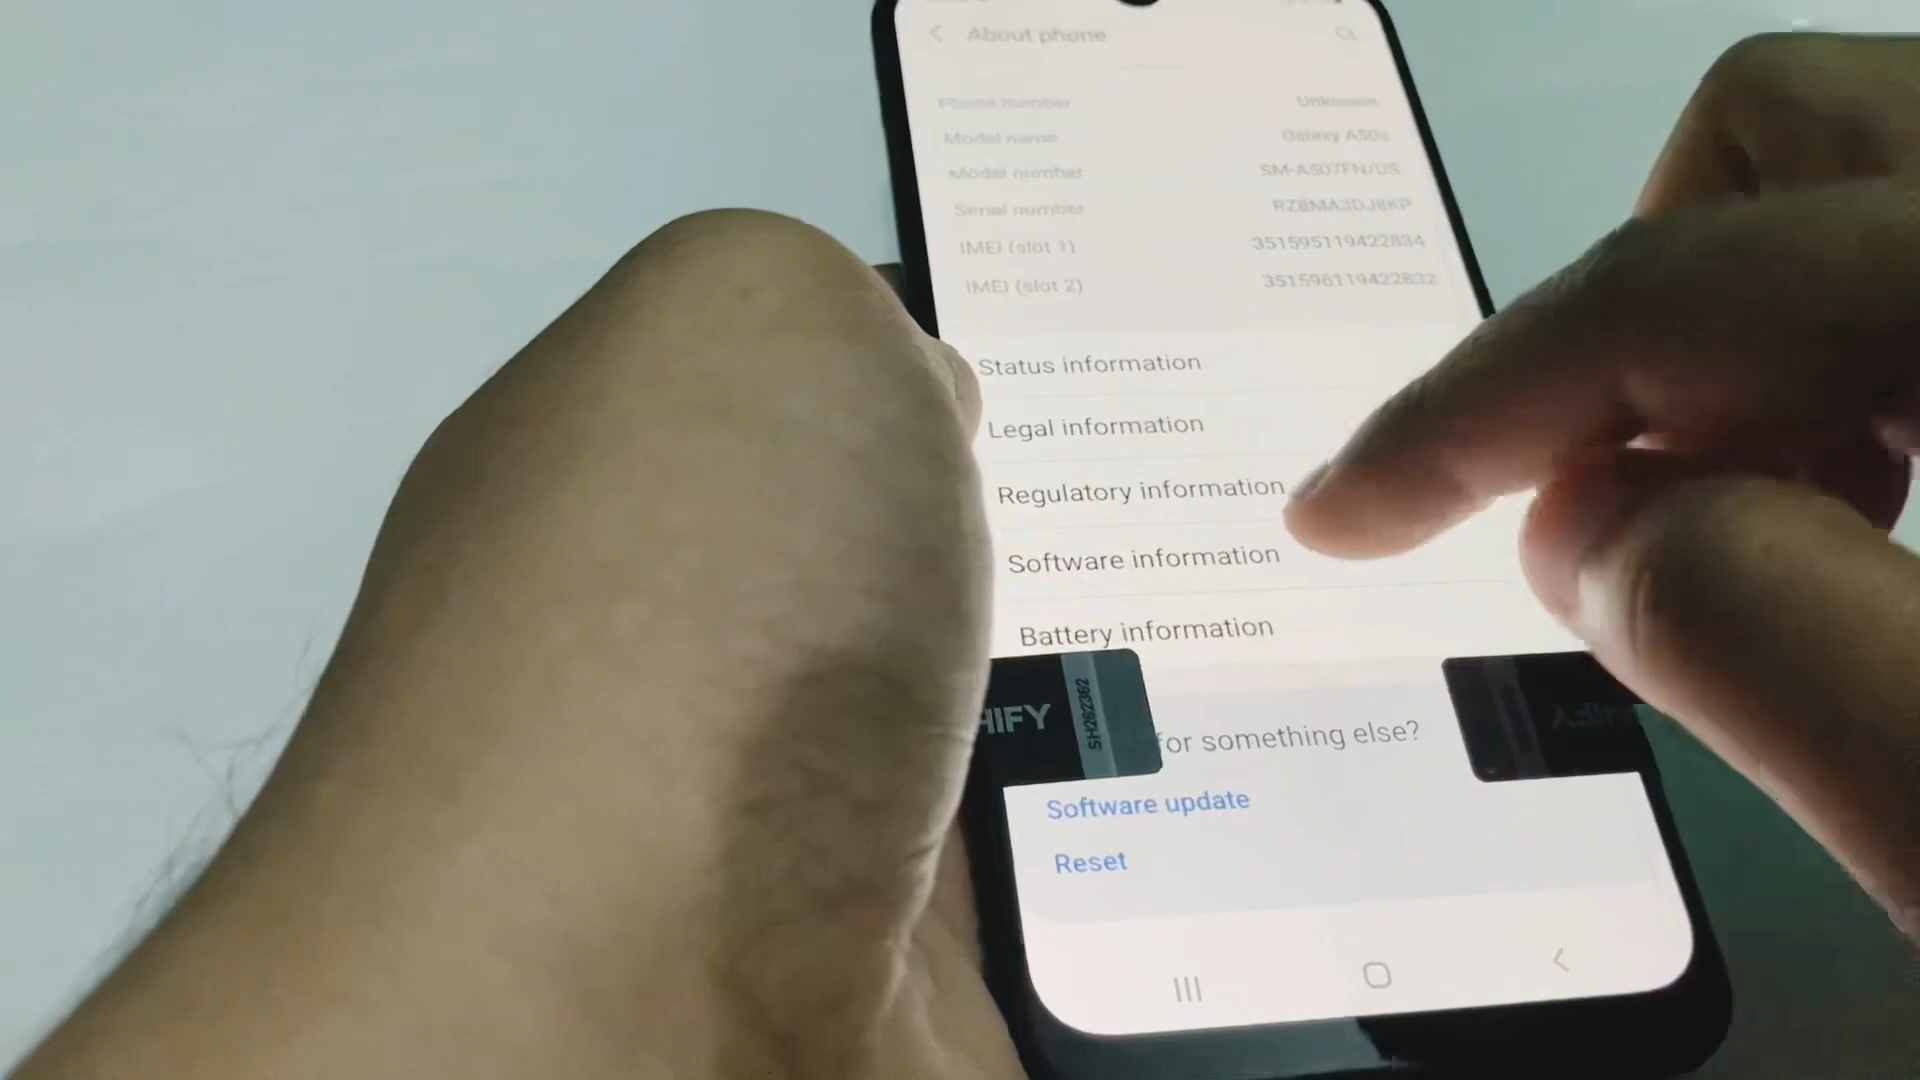 About phone
Phone number Unknown
Model name Galaxy A50s
Model number SM-A507FN/DS
Serial number
IMEI (slot 1) 351595119422834
IMEI (slot 2) 351596119422832
Status information
Legal information
Regulatory information
Software information
Battery information
HIFY SH262362
for something else?
Software update
Reset